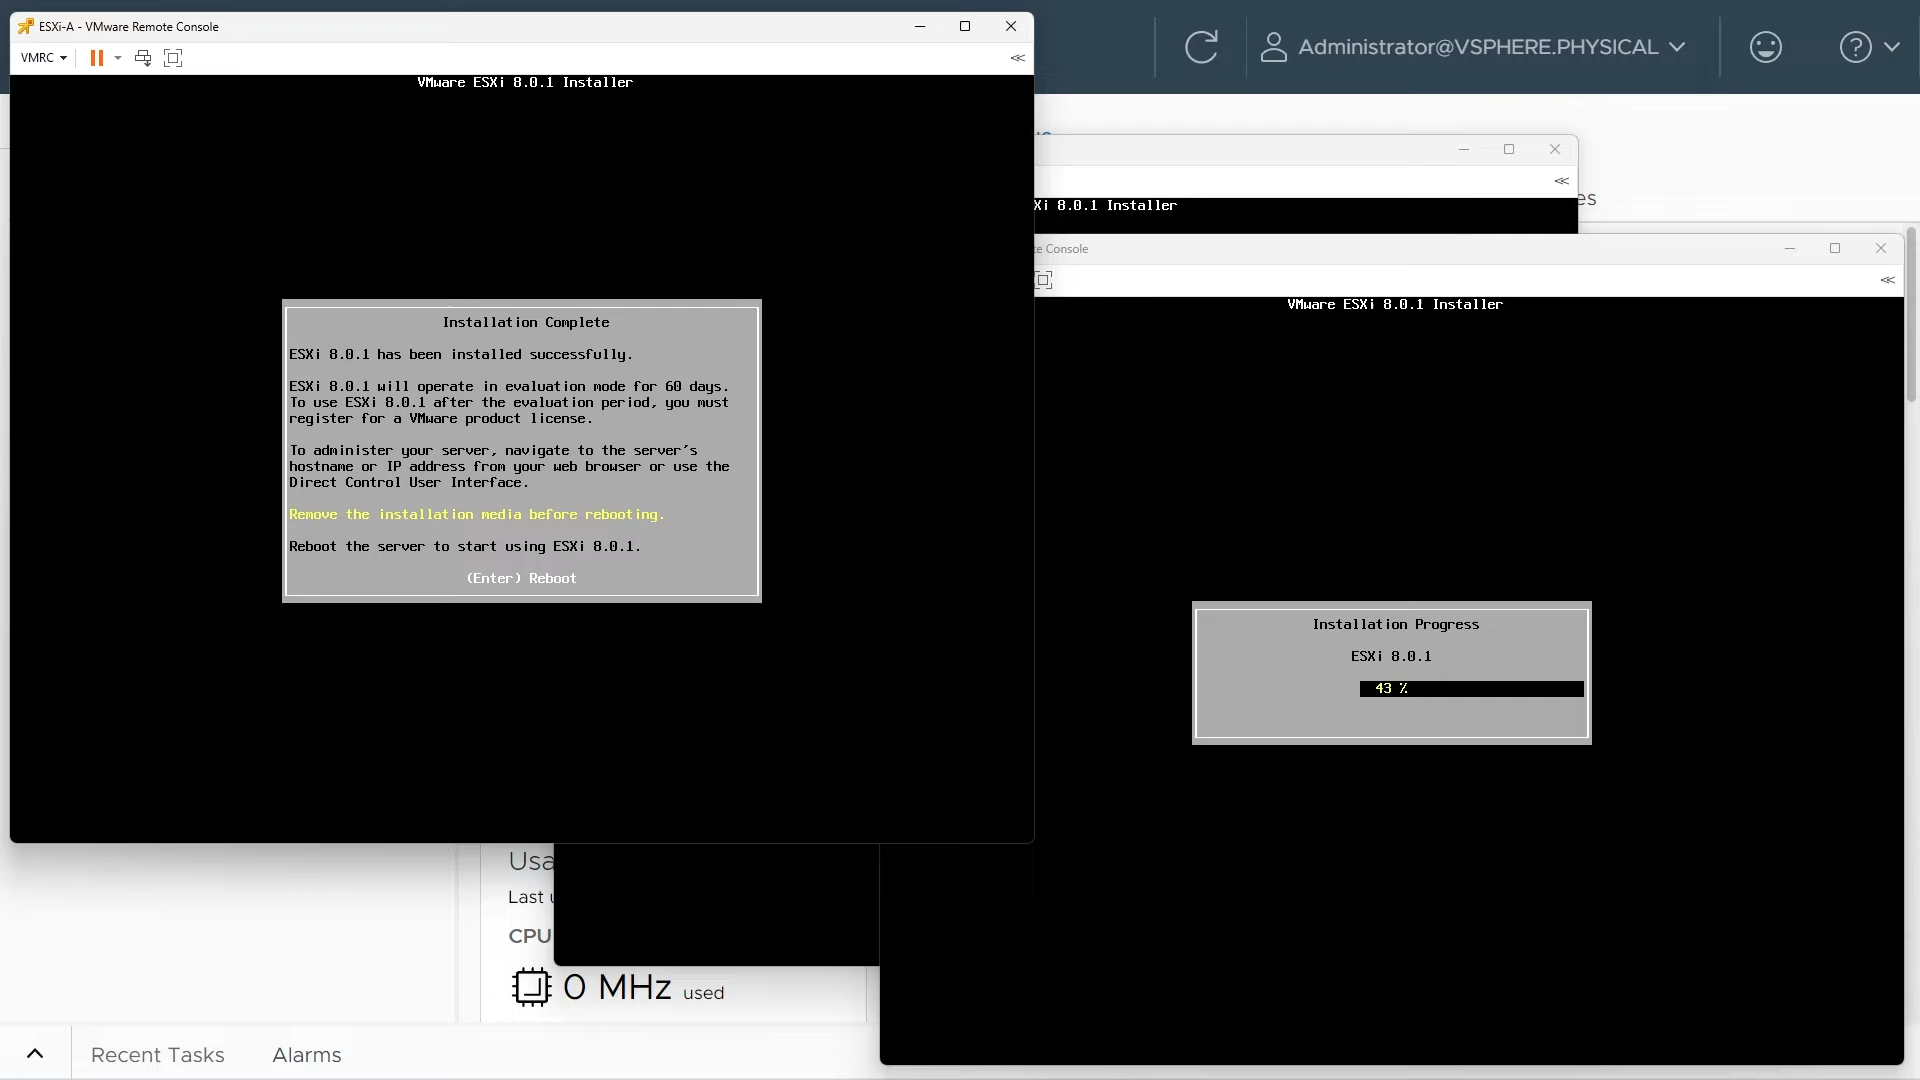 ESXi-A - VMware Remote Console
VMRC
VMware ESXi 8.0.1 Installer
Installation Complete
ESXi 8.0.1 has been installed successfully.
ESXi 8.0.1 will operate in evaluation mode for 60 days.
To use ESXi 8.0.1 after the evaluation period, you must
register for a VMware product license.
To administer your server, navigate to the server's
hostname or IP address from your web browser or use the
Direct Control User Interface.
Remove the installation media before rebooting.
Reboot the server to start using ESXi 8.0.1.
(Enter) Reboot
Administrator@VSPHERE.PHYSICAL
es
Xi 8.0.1 Installer
te Console
VMware ESXi 8.0.1 Installer
Installation Progress
ESXi 8.0.1
43 %
Usa
Last
CPU
0 MHz used
Recent Tasks
Alarms